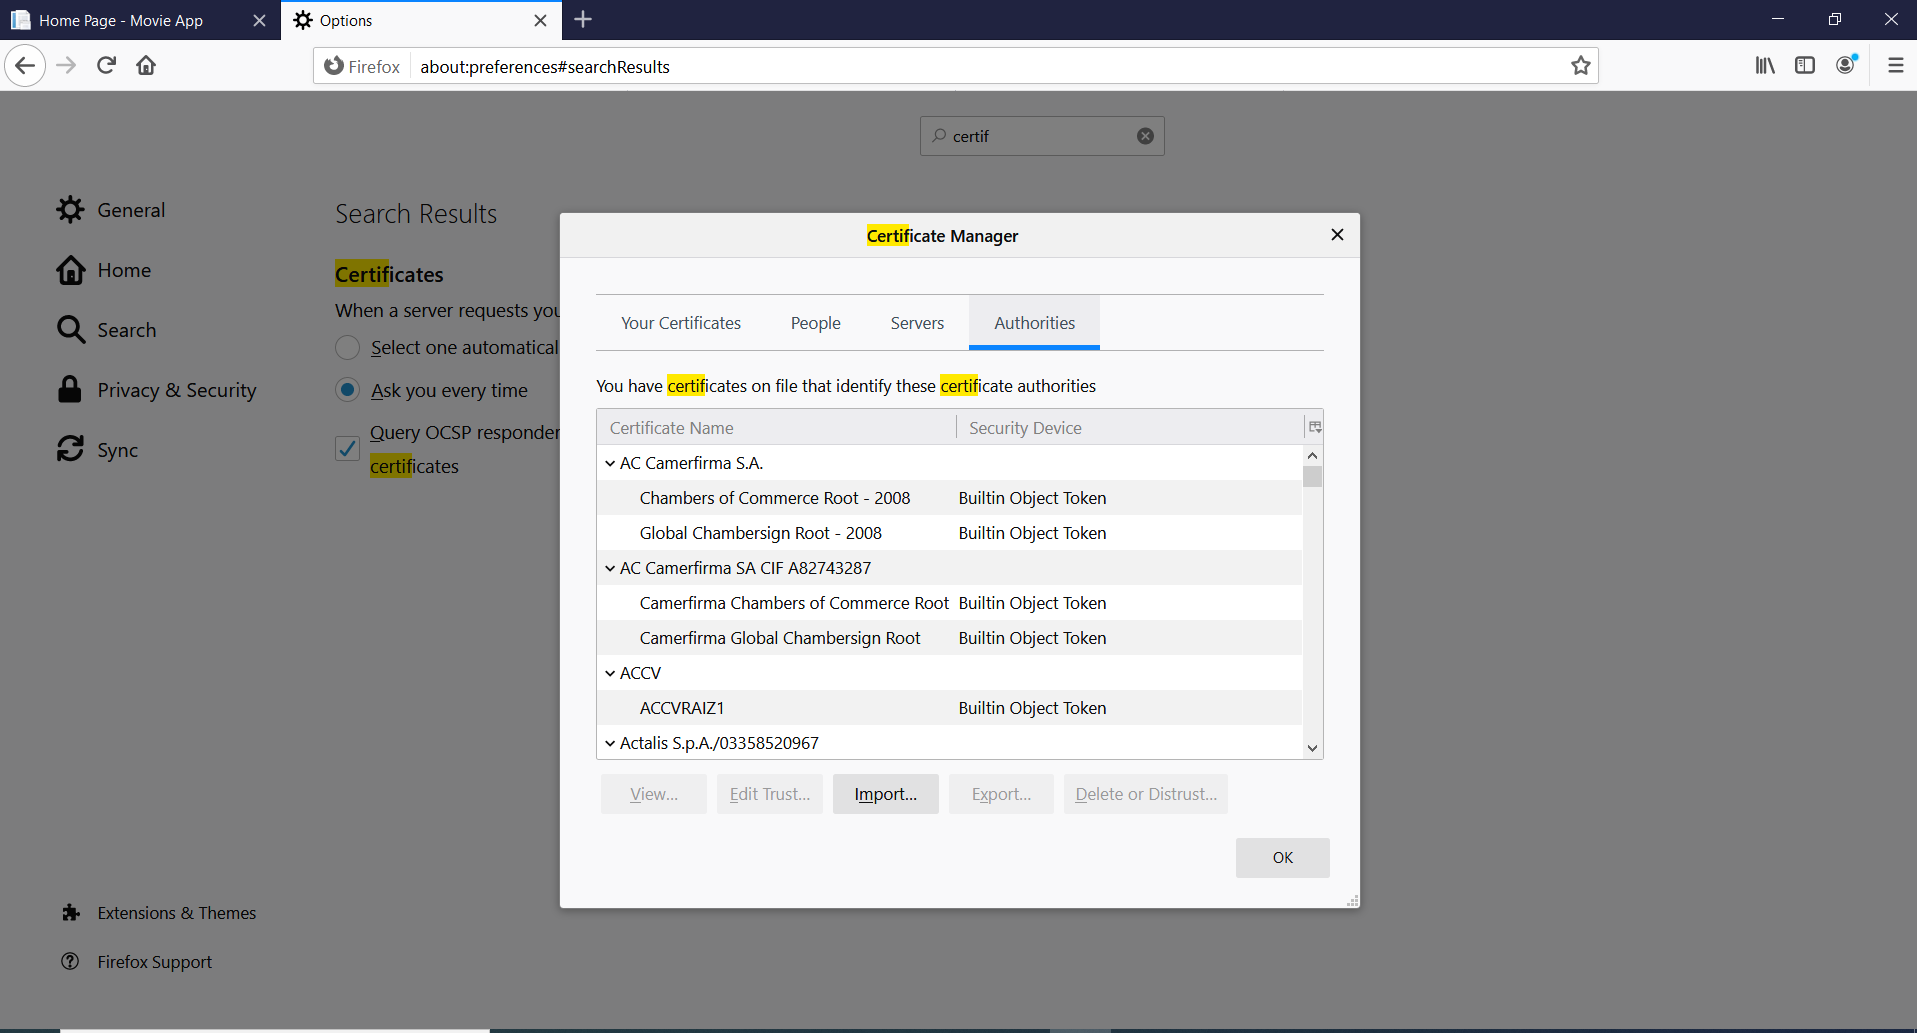 Home Page - Movie App
Options
Firefox
about:preferences#searchResults
certif
General
Home
Search
Privacy & Security
Sync
Extensions & Themes
Firefox Support
Search Results
Certificates
When a server requests you
Select one automatical
Ask you every time
Query OCSP responder
certificates
Certificate Manager
Your Certificates People Servers Authorities
You have certificates on file that identify these certificate authorities
Certificate Name Security Device
AC Camerfirma S.A.
Chambers of Commerce Root - 2008 Builtin Object Token
Global Chambersign Root - 2008 Builtin Object Token
AC Camerfirma SA CIF A82743287
Camerfirma Chambers of Commerce Root Builtin Object Token
Camerfirma Global Chambersign Root Builtin Object Token
ACCV
ACCVRAIZ1 Builtin Object Token
Actalis S.p.A./03358520967
View... Edit Trust... Import... Export... Delete or Distrust...
OK